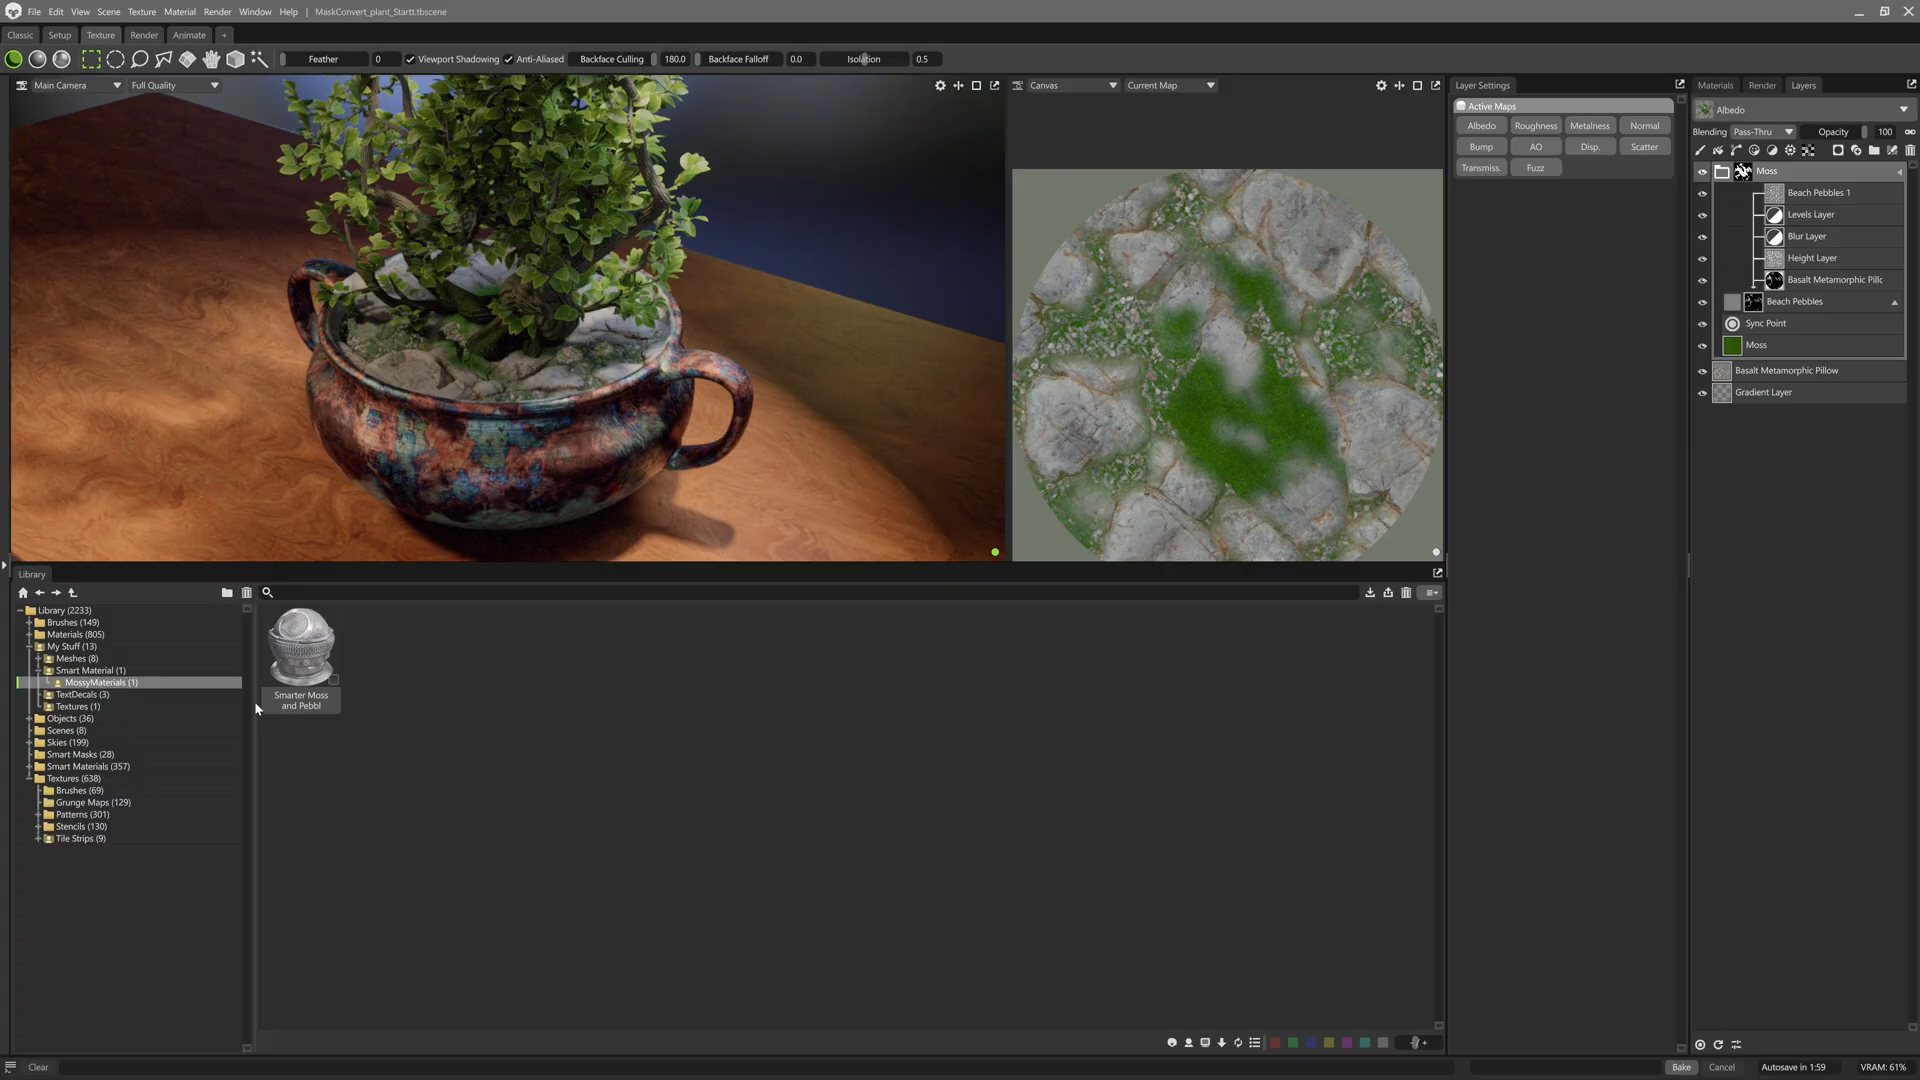 File Edit View Scene Texture Material Render Window Help | MaskConvert_plant_Startt.tbscene
Classic Setup Texture Render Animate +
Feather 0 Viewport Shadowing Anti-Aliased Backface Culling 180.0 Backface Falloff 0.0 Isolation 0.5
Main Camera Full Quality
Canvas Current Map
Layer Settings
Active Maps
Albedo Roughness Metalness Normal
Bump AO Disp. Scatter
Transmiss. Fuzz
Materials Render Layers
Albedo
Blending Pass-Thru Opacity 100
Moss
Beach Pebbles 1
Levels Layer
Blur Layer
Height Layer
Basalt Metamorphic Pillc
Beach Pebbles
Sync Point
Moss
Basalt Metamorphic Pillow
Gradient Layer
Library
Library (2233)
Brushes (149)
Materials (805)
My Stuff (13)
Meshes (8)
Smart Material (1)
MossyMaterials (1)
TextDecals (3)
Textures (1)
Objects (36)
Scenes (8)
Skies (199)
Smart Masks (28)
Smart Materials (357)
Textures (638)
Brushes (69)
Grunge Maps (129)
Patterns (301)
Stencils (130)
Tile Strips (9)
Smarter Moss
and Pebbl
Clear
Bake Cancel Autosave in 1:59 VRAM: 61%